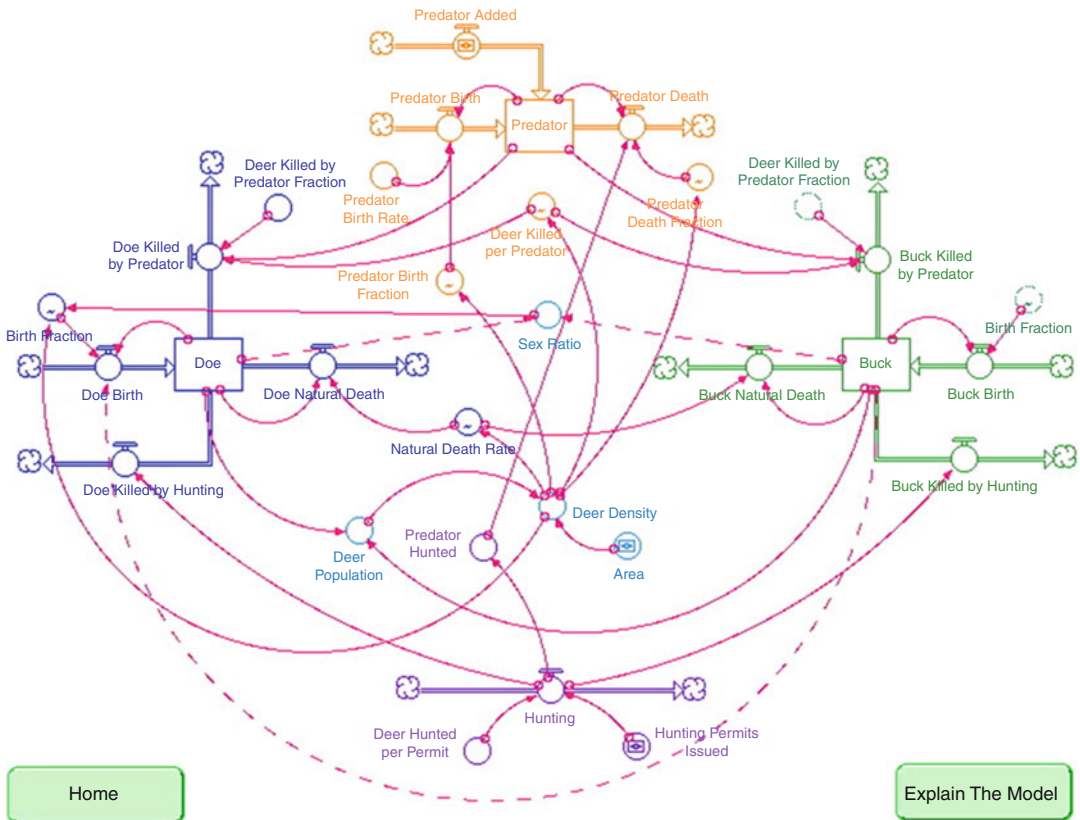 Predator Added
Predator Birth
Predator Death
Predator
Deer Killed by
Predator Fraction
Deer Killed by
Predator Fraction
Predator
Birth Rate
Predator
Death Fraction
Deer Killed
per Predator
Doe Killed
by Predator
Buck Killed
by Predator
Predator Birth
Fraction
Birth Fraction
Sex Ratio
Birth Fraction
Doe
Buck
Doe Birth
Doe Natural Death
Buck Natural Death
Buck Birth
Natural Death Rate
Doe Killed by Hunting
Buck Killed by Hunting
Deer Density
Predator
Hunted
Deer
Population
Area
Hunting
Deer Hunted
per Permit
Hunting Permits
Issued
Home
Explain The Model